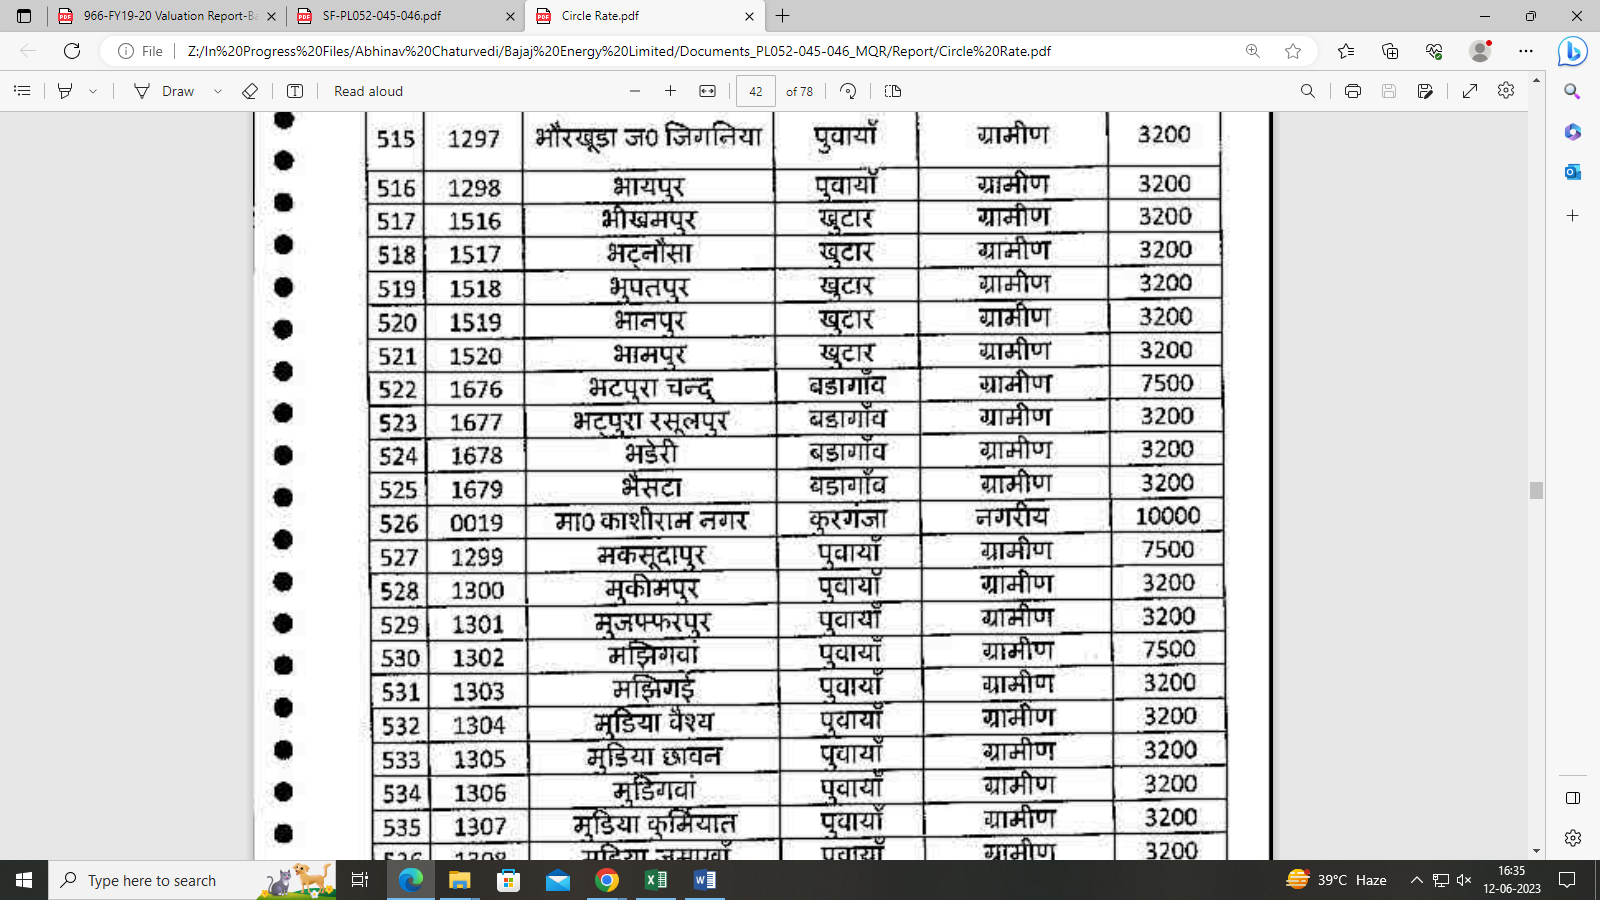 966-FY19-20 Valuation Report-Ba
SF-PL052-045-046.pdf
Circle Rate.pdf
File
Z:/In%20Progress%20Files/Abhinav%20Chaturvedi/Bajaj%20Energy%20Limited/Documents_PL052-045-046_MQR/Report/Circle%20Rate.pdf
Draw
Read aloud
42 of 78
515 1297 भौरखूडा ज0 जिगनिया पुवायाँ ग्रामीण 3200
516 1298 भायपुर पुवायाँ ग्रामीण 3200
517 1516 भीखमपुर खुटार ग्रामीण 3200
518 1517 भट्नौसा खुटार ग्रामीण 3200
519 1518 भुपतपुर खुटार ग्रामीण 3200
520 1519 भानपुर खुटार ग्रामीण 3200
521 1520 भामपुर खुटार ग्रामीण 3200
522 1676 भटपुरा चन्दु बडागाँव ग्रामीण 7500
523 1677 भट्पुरा रसूलपुर बडागाँव ग्रामीण 3200
524 1678 भडेरी बडागाँव ग्रामीण 3200
525 1679 भैसटा बडागाँव ग्रामीण 3200
526 0019 मा0 काशीराम नगर कुरगंजा नगरीय 10000
527 1299 मकसूदापुर पुवायाँ ग्रामीण 7500
528 1300 मुकीमपुर पुवायाँ ग्रामीण 3200
529 1301 मुजफ्फरपुर पुवायाँ ग्रामीण 3200
530 1302 मझिगवां पुवायाँ ग्रामीण 7500
531 1303 मझिगई पुवायाँ ग्रामीण 3200
532 1304 मुडिया वैश्य पुवायाँ ग्रामीण 3200
533 1305 मुडिया छावन पुवायाँ ग्रामीण 3200
534 1306 मुडिगवां पुवायाँ ग्रामीण 3200
535 1307 मुडिया कुर्मियात पुवायाँ ग्रामीण 3200
1308 मुडिया पुवायाँ ग्रामीण 3200
Type here to search
39°C Haze
16:35
12-06-2023